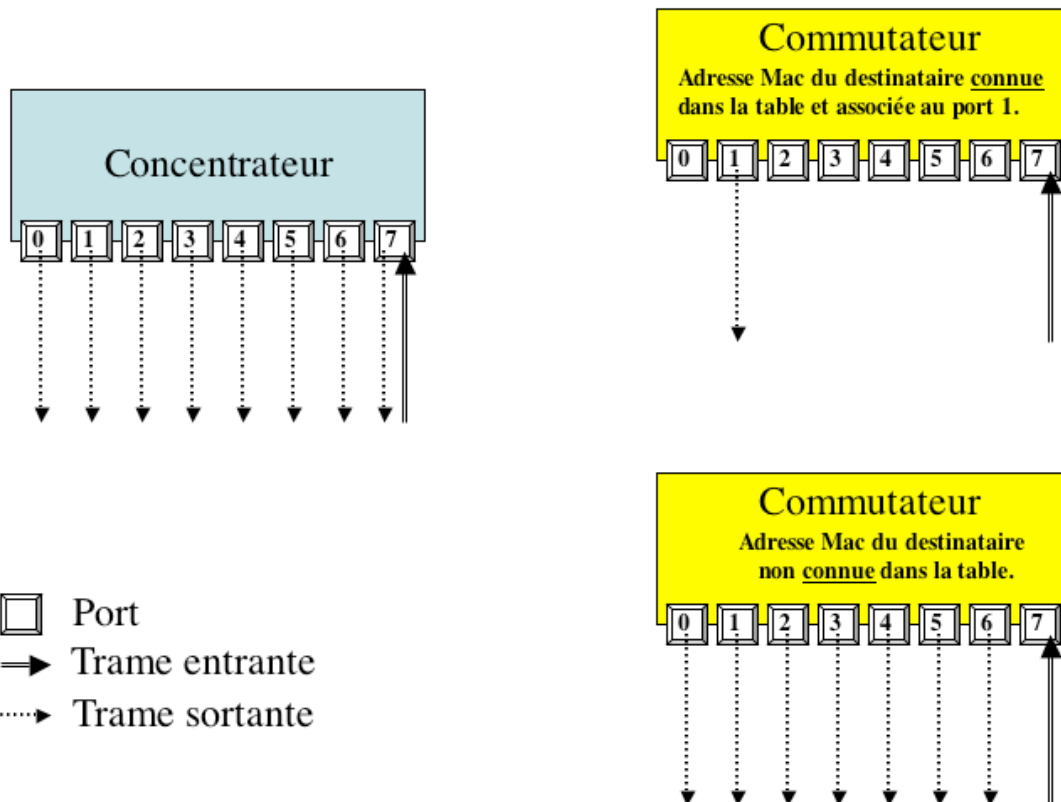 Concentrateur
0 1 2 3 4 5 6 7
Commutateur
Adresse Mac du destinataire connue
dans la table et associée au port 1.
0 1 2 3 4 5 6 7
Commutateur
Adresse Mac du destinataire
non connue dans la table.
0 1 2 3 4 5 6 7
Port
Trame entrante
Trame sortante